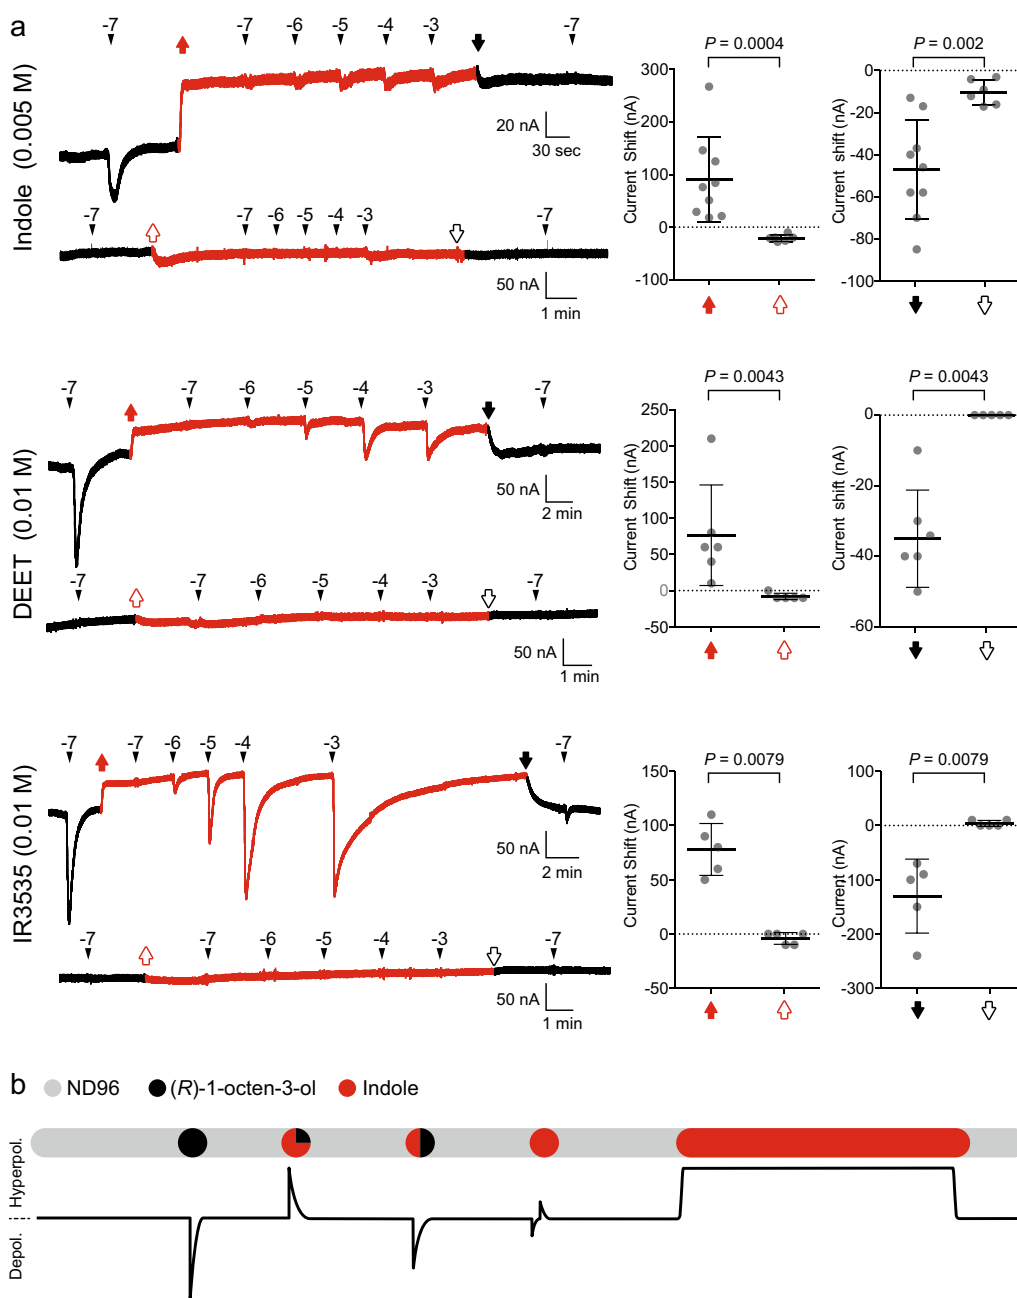 a
Indole (0.005 M)
-7 -7 -6 -5 -4 -3 -7
20 nA
30 sec
-7 -7 -6 -5 -4 -3 -7
50 nA
1 min
P = 0.0004
Current Shift (nA)
300
200
100
0
-100
P = 0.002
Current shift (nA)
0
-20
-40
-60
-80
-100
DEET (0.01 M)
-7 -7 -6 -5 -4 -3 -7
50 nA
2 min
-7 -7 -6 -5 -4 -3 -7
50 nA
1 min
P = 0.0043
Current Shift (nA)
250
200
150
100
50
0
-50
P = 0.0043
Current shift (nA)
0
-20
-40
-60
IR3535 (0.01 M)
-7 -7 -6 -5 -4 -3 -7
50 nA
2 min
-7 -7 -6 -5 -4 -3 -7
50 nA
1 min
P = 0.0079
Current Shift (nA)
150
100
50
0
-50
P = 0.0079
Current shift (nA)
100
0
-100
-200
-300
b
ND96 (R)-1-octen-3-ol Indole
Hyperpol.
Depol.